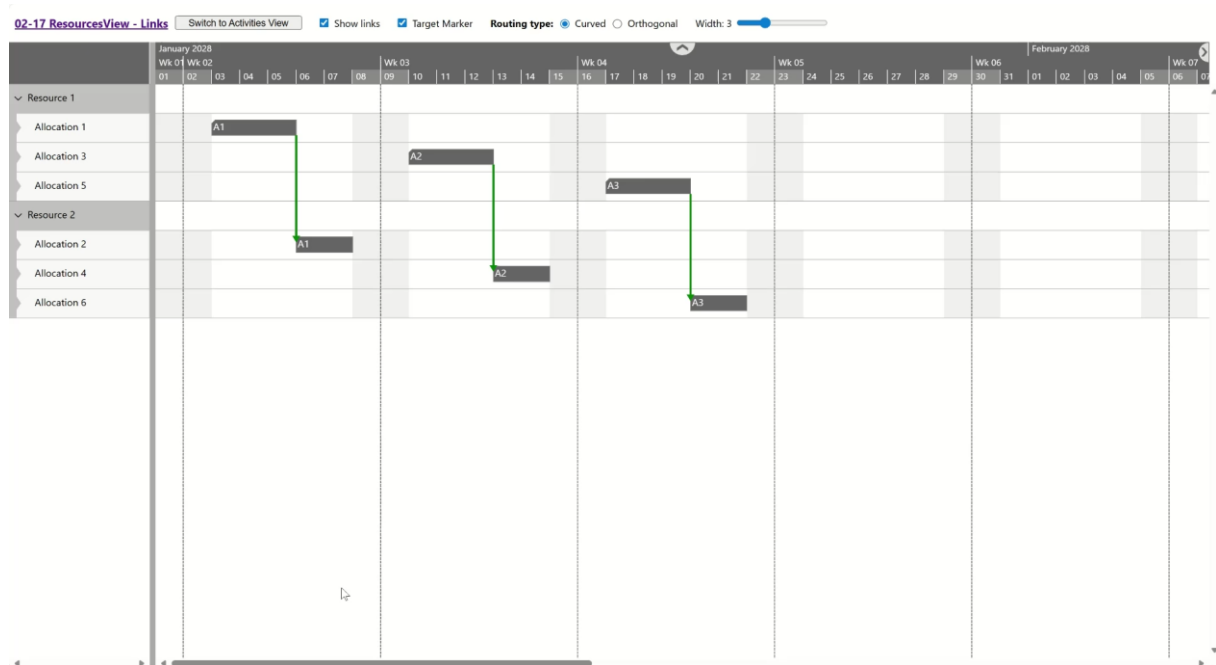 02-17 ResourcesView - Links Switch to Activities View Show links Target Marker Routing type: Curved Orthogonal Width: 3
January 2028 February 2028
Wk 01 Wk 02 Wk 03 Wk 04 Wk 05 Wk 06 Wk 07
01 02 03 04 05 06 07 08 09 10 11 12 13 14 15 16 17 18 19 20 21 22 23 24 25 26 27 28 29 30 31 01 02 03 04 05 06 07
Resource 1
Allocation 1 A1
Allocation 3 A2
Allocation 5 A3
Resource 2
Allocation 2 A1
Allocation 4 A2
Allocation 6 A3